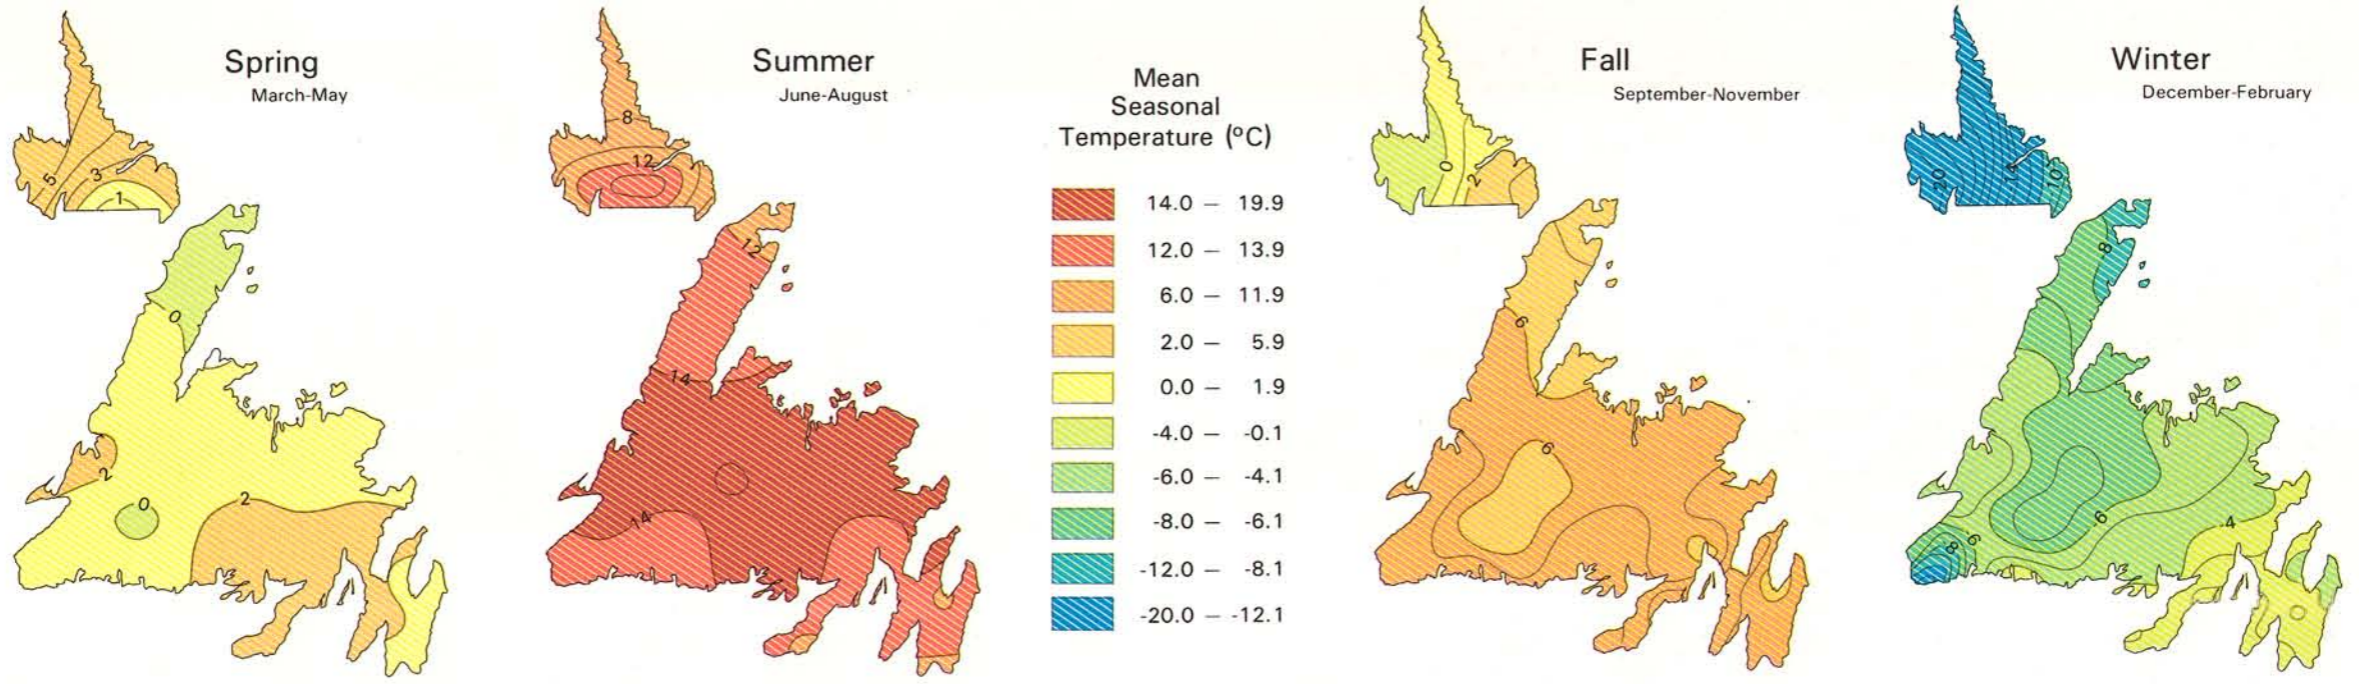 Spring
March-May
5
3
1
0
2
0
2
Summer
June-August
8
12
12
14
14
Mean
Seasonal
Temperature (ºC)
14.0 – 19.9
12.0 – 13.9
6.0 – 11.9
2.0 – 5.9
0.0 – 1.9
-4.0 – -0.1
-6.0 – -4.1
-8.0 – -6.1
-12.0 – -8.1
-20.0 – -12.1
Fall
September-November
0
2
6
6
Winter
December-February
-20
-14
-10
-8
-6
-4
-6
-8